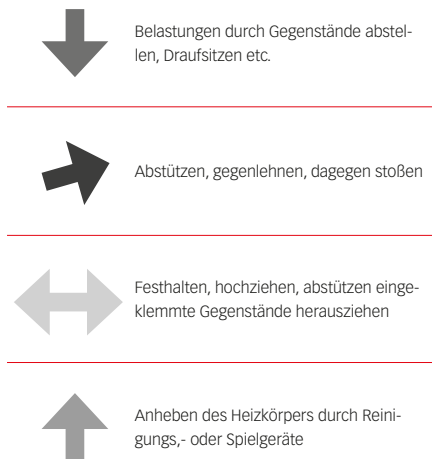 Belastungen durch Gegenstände abstel-
len, Draufsitzen etc.
Abstützen, gegenlehnen, dagegen stoßen
Festhalten, hochziehen, abstützen einge-
klemmte Gegenstände herausziehen
Anheben des Heizkörpers durch Reini-
gungs,- oder Spielgeräte